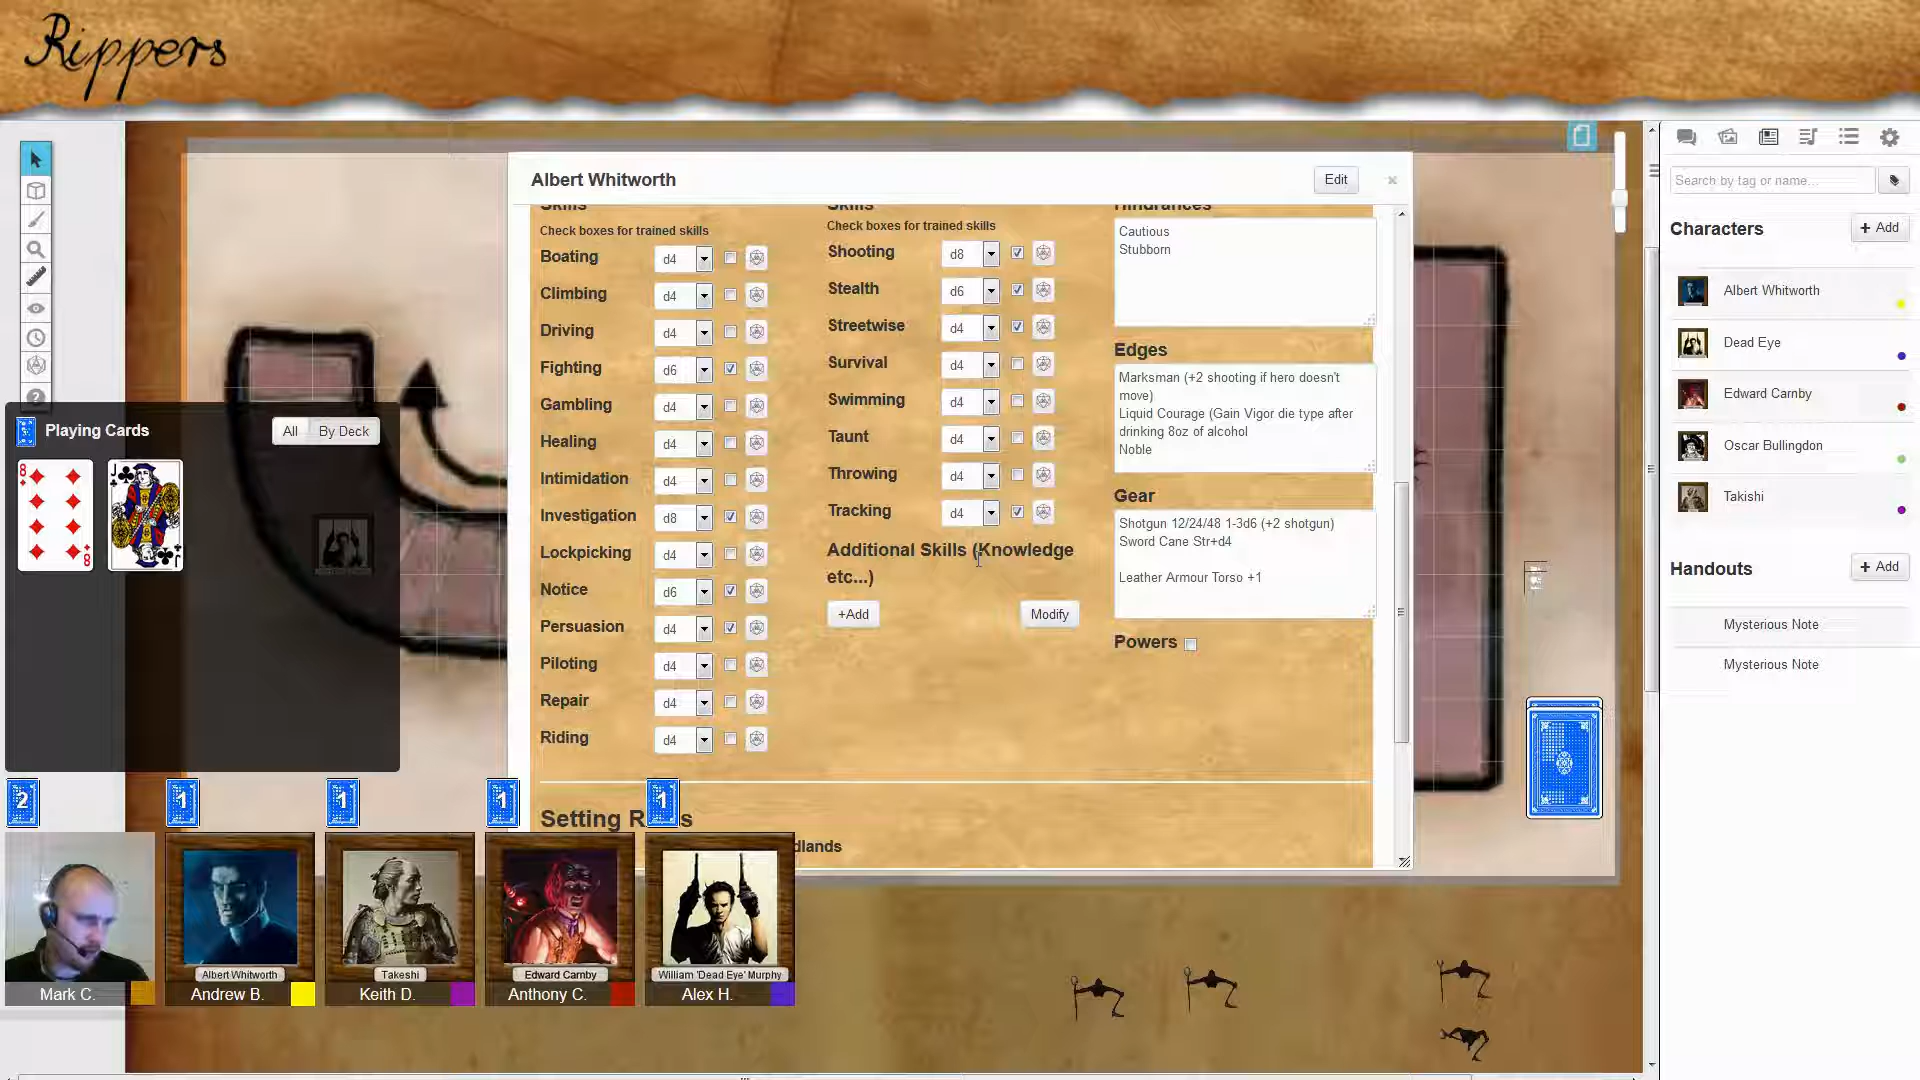 Rippers
Albert Whitworth
Edit
×
Skills
Check boxes for trained skills
Boating d4
Climbing d4
Driving d4
Fighting d6
Gambling d4
Healing d4
Intimidation d4
Investigation d8
Lockpicking d4
Notice d6
Persuasion d4
Piloting d4
Repair d4
Riding d4
Skills
Check boxes for trained skills
Shooting d8
Stealth d6
Streetwise d4
Survival d4
Swimming d4
Taunt d4
Throwing d4
Tracking d4
Additional Skills (Knowledge
etc...)
+Add Modify
Hindrances
Cautious
Stubborn
Edges
Marksman (+2 shooting if hero doesn't
move)
Liquid Courage (Gain Vigor die type after
drinking 8oz of alcohol
Noble
Gear
Shotgun 12/24/48 1-3d6 (+2 shotgun)
Sword Cane Str+d4
Leather Armour Torso +1
Powers
Setting R s
dlands
Playing Cards
All By Deck
8
8
J
J
2 1 1 1 1
Albert Whitworth Takeshi Edward Carnby William 'Dead Eye' Murphy
Mark C. Andrew B. Keith D. Anthony C. Alex H.
Search by tag or name...
Characters + Add
Albert Whitworth
Dead Eye
Edward Carnby
Oscar Bullingdon
Takishi
Handouts + Add
Mysterious Note
Mysterious Note
?